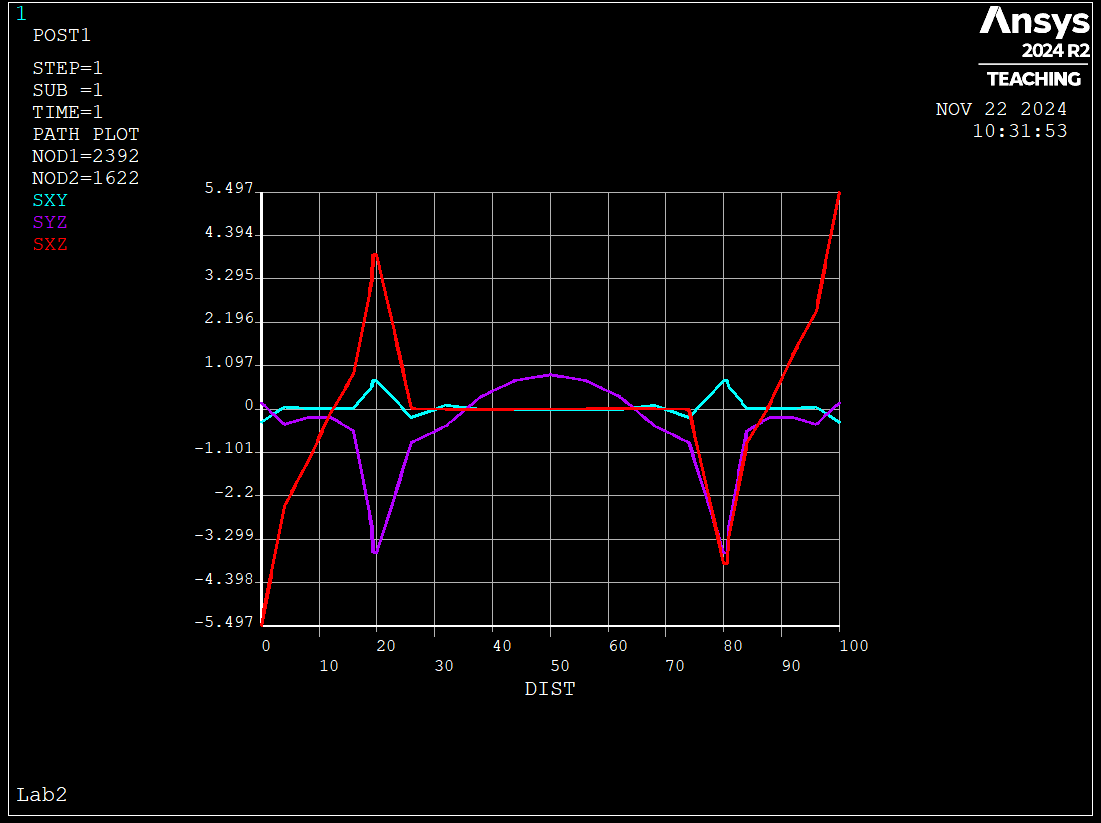 1
POST1
STEP=1
SUB =1
TIME=1
PATH PLOT
NOD1=2392
NOD2=1622
SXY
SYZ
SXZ
Ansys
2024 R2
TEACHING
NOV 22 2024
10:31:53
5.497
4.394
3.295
2.196
1.097
0
-1.101
-2.2
-3.299
-4.398
-5.497
0 20 40 60 80 100
10 30 50 70 90
DIST
Lab2